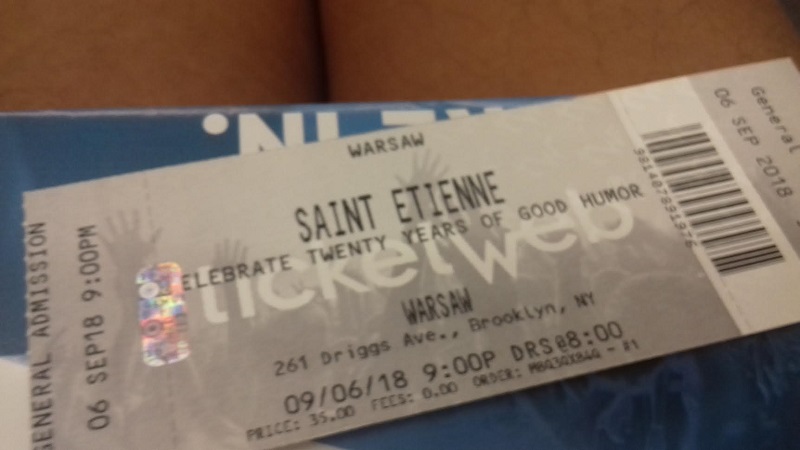 WARSAW
SAINT ETIENNE
ELEBRATE TWENTY YEARS OF GOOD HUMOR
WARSAW
261 Driggs Ave., Brooklyn, NY
09/06/18 9:00P DRS@8:00
PRICE: 35.00 FEES: 0.00 ORDER:
ticketweb
GENERAL ADMISSION
06 SEP18 9:00PM
General
06 SEP 2018